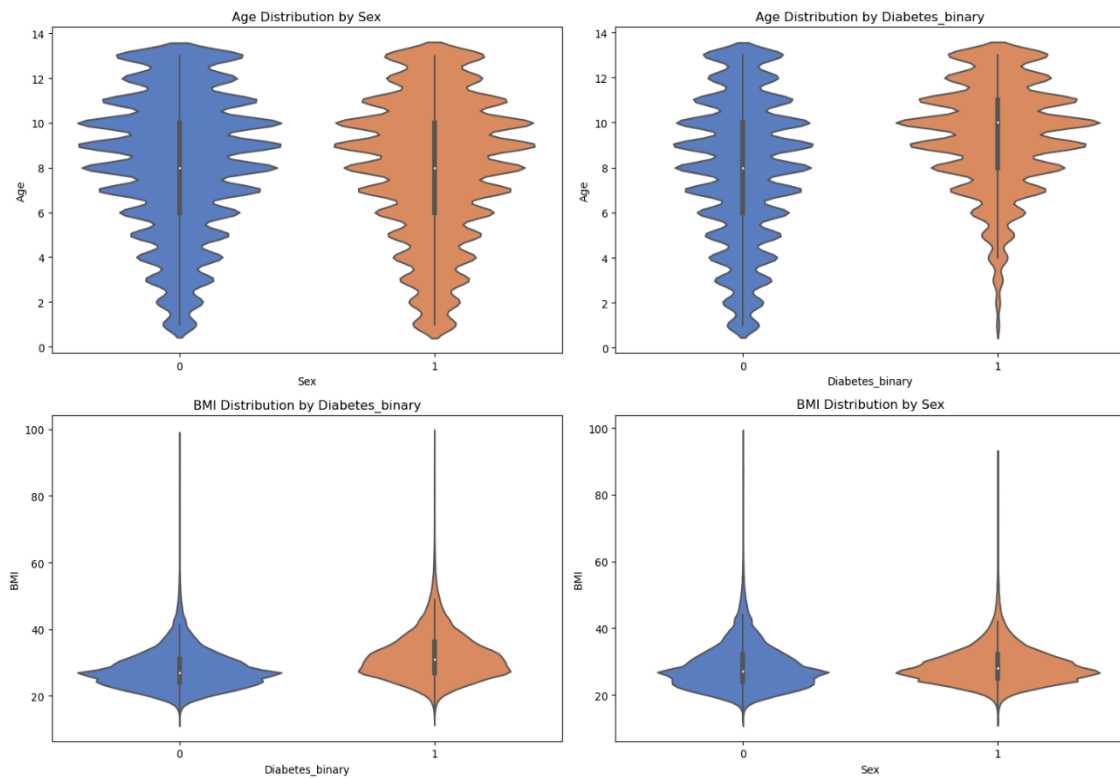 Age Distribution by Sex
14
12
10
8
6
4
2
0
Age
0
1
Sex
Age Distribution by Diabetes_binary
14
12
10
8
6
4
2
0
Age
0
1
Diabetes_binary
BMI Distribution by Diabetes_binary
100
80
60
40
20
BMI
0
1
Diabetes_binary
BMI Distribution by Sex
100
80
60
40
20
BMI
0
1
Sex